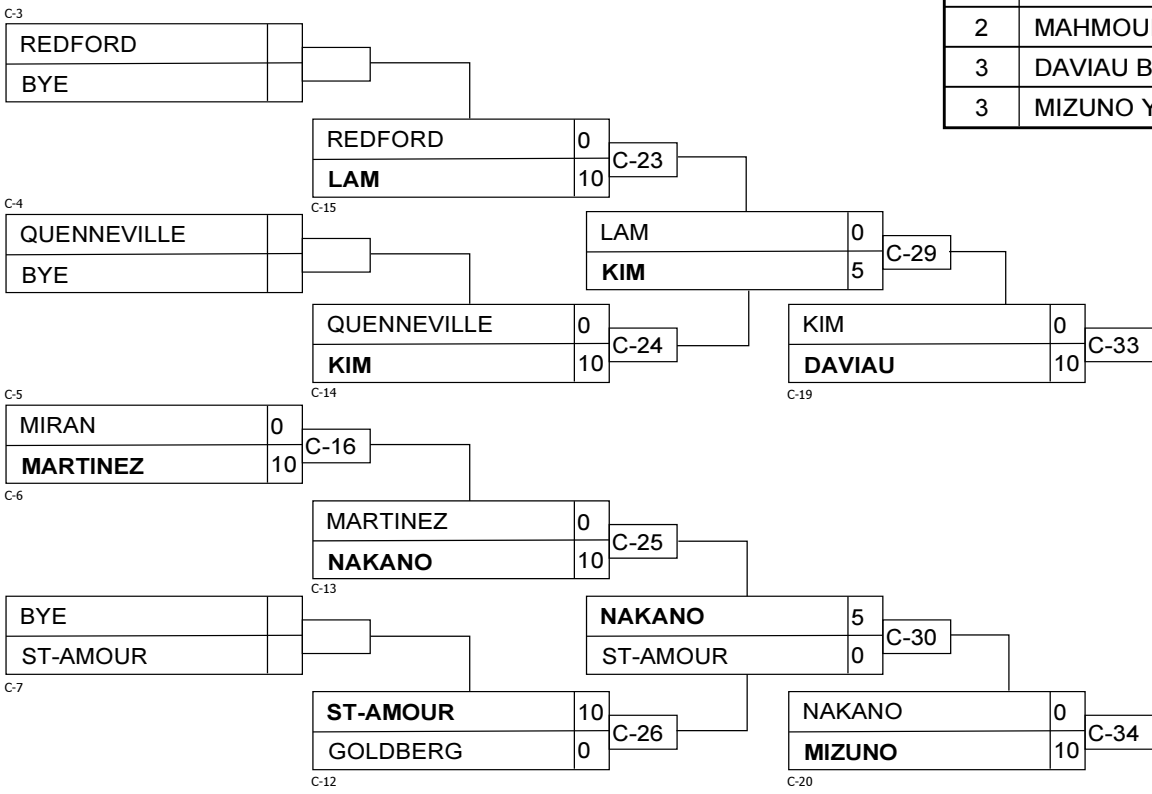 C-3
REDFORD
BYE
2 MAHMOU
3 DAVIAU B
3 MIZUNO Y
REDFORD 0
LAM 10
C-23
C-15
C-4
QUENNEVILLE
BYE
LAM 0
KIM 5
C-29
QUENNEVILLE 0
KIM 10
C-24
C-14
KIM 0
DAVIAU 10
C-33
C-19
C-5
MIRAN 0
MARTINEZ 10
C-16
C-6
MARTINEZ 0
NAKANO 10
C-25
C-13
BYE
ST-AMOUR
C-7
NAKANO 5
ST-AMOUR 0
C-30
ST-AMOUR 10
GOLDBERG 0
C-26
C-12
NAKANO 0
MIZUNO 10
C-34
C-20